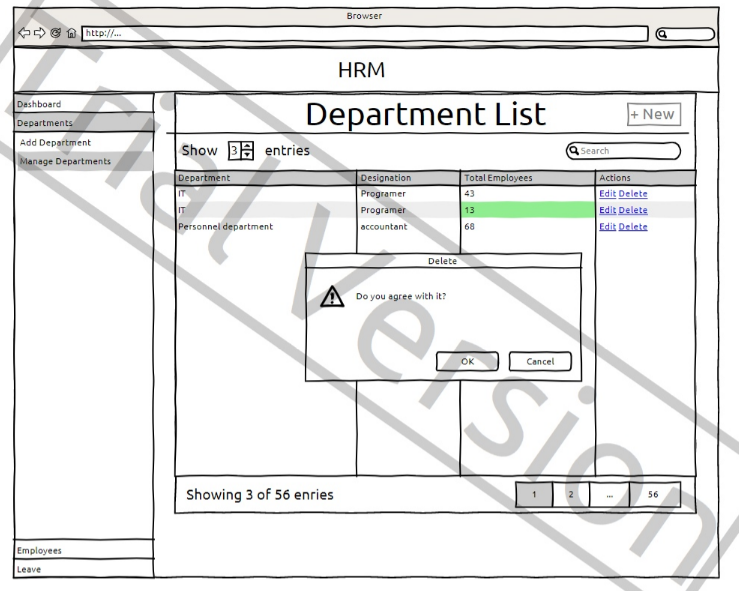 Browser
http://...
HRM
Dashboard
Departments
Add Department
Manage Departments
Department List
+ New
Show 3 entries
Search
Department Designation Total Employees Actions
IT Programer 43 Edit Delete
IT Programer 13 Edit Delete
Personnel department accountant 68 Edit Delete
Delete
Do you agree with it?
OK Cancel
Showing 3 of 56 enries
1 2 ... 56
Employees
Leave
Trial Version